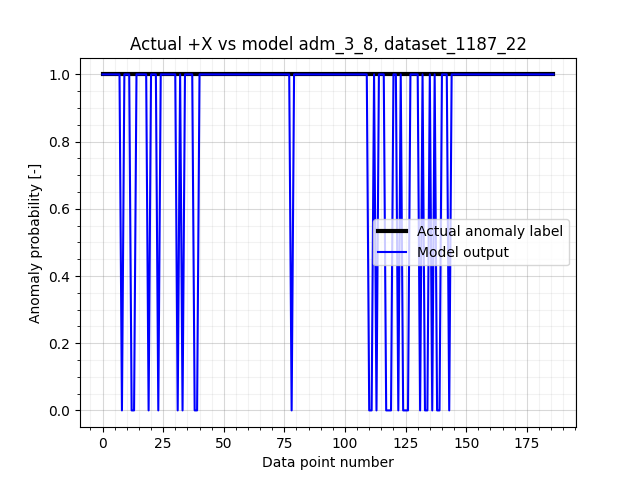 Actual +X vs model adm_3_8, dataset_1187_22
Anomaly probability [-]
1.0
0.8
0.6
0.4
0.2
0.0
Actual anomaly label
Model output
0 25 50 75 100 125 150 175
Data point number